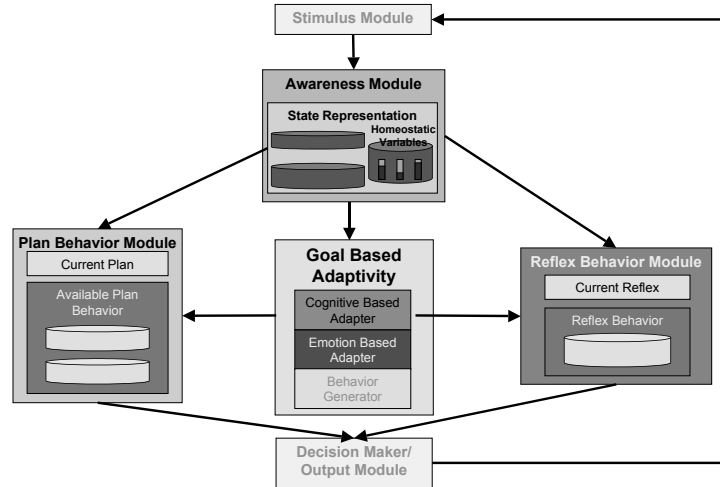 Stimulus Module
Awareness Module
State Representation
Homeostatic
Variables
Plan Behavior Module
Current Plan
Available Plan
Behavior
Goal Based
Adaptivity
Cognitive Based
Adapter
Emotion Based
Adapter
Behavior
Generator
Reflex Behavior Module
Current Reflex
Reflex Behavior
Decision Maker/
Output Module